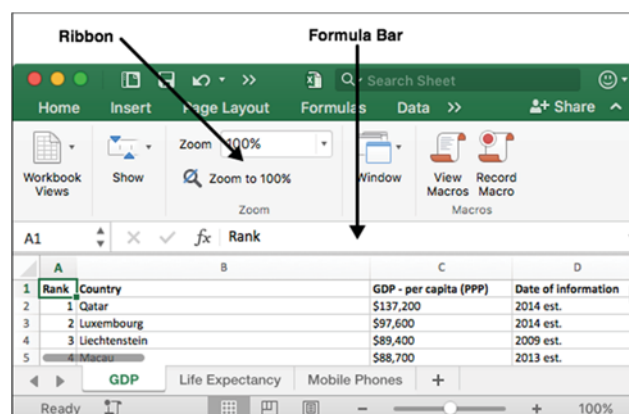 Ribbon Formula Bar
Search Sheet
Home Insert Page Layout Formulas Data >> Share
Zoom 100%
Workbook Views Show Zoom to 100% Window View Macros Record Macro
Zoom Macros
A1 fx Rank
A B C D
1 Rank Country GDP - per capita (PPP) Date of information
2 1 Qatar $137,200 2014 est.
3 2 Luxembourg $97,600 2014 est.
4 3 Liechtenstein $89,400 2009 est.
5 4 Macau $88,700 2013 est.
GDP Life Expectancy Mobile Phones +
Ready - + 100%